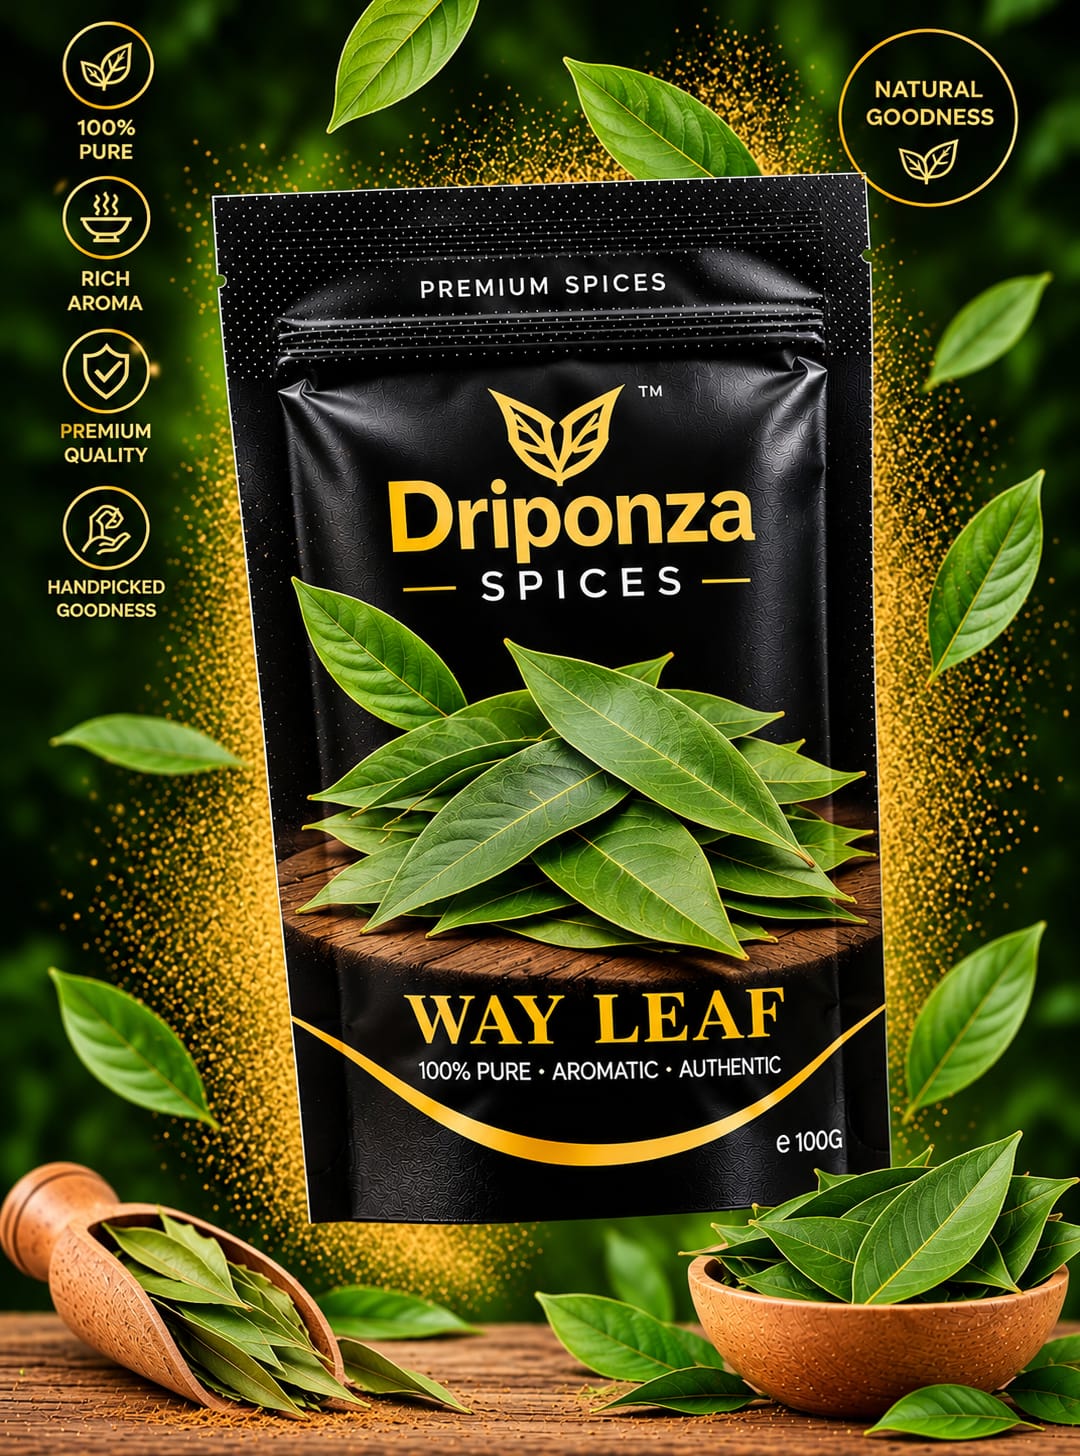 100%
PURE
RICH
AROMA
PREMIUM
QUALITY
HANDPICKED
GOODNESS
NATURAL
GOODNESS
PREMIUM SPICES
Driponza
TM
SPICES
WAY LEAF
100% PURE • AROMATIC • AUTHENTIC
e 100G